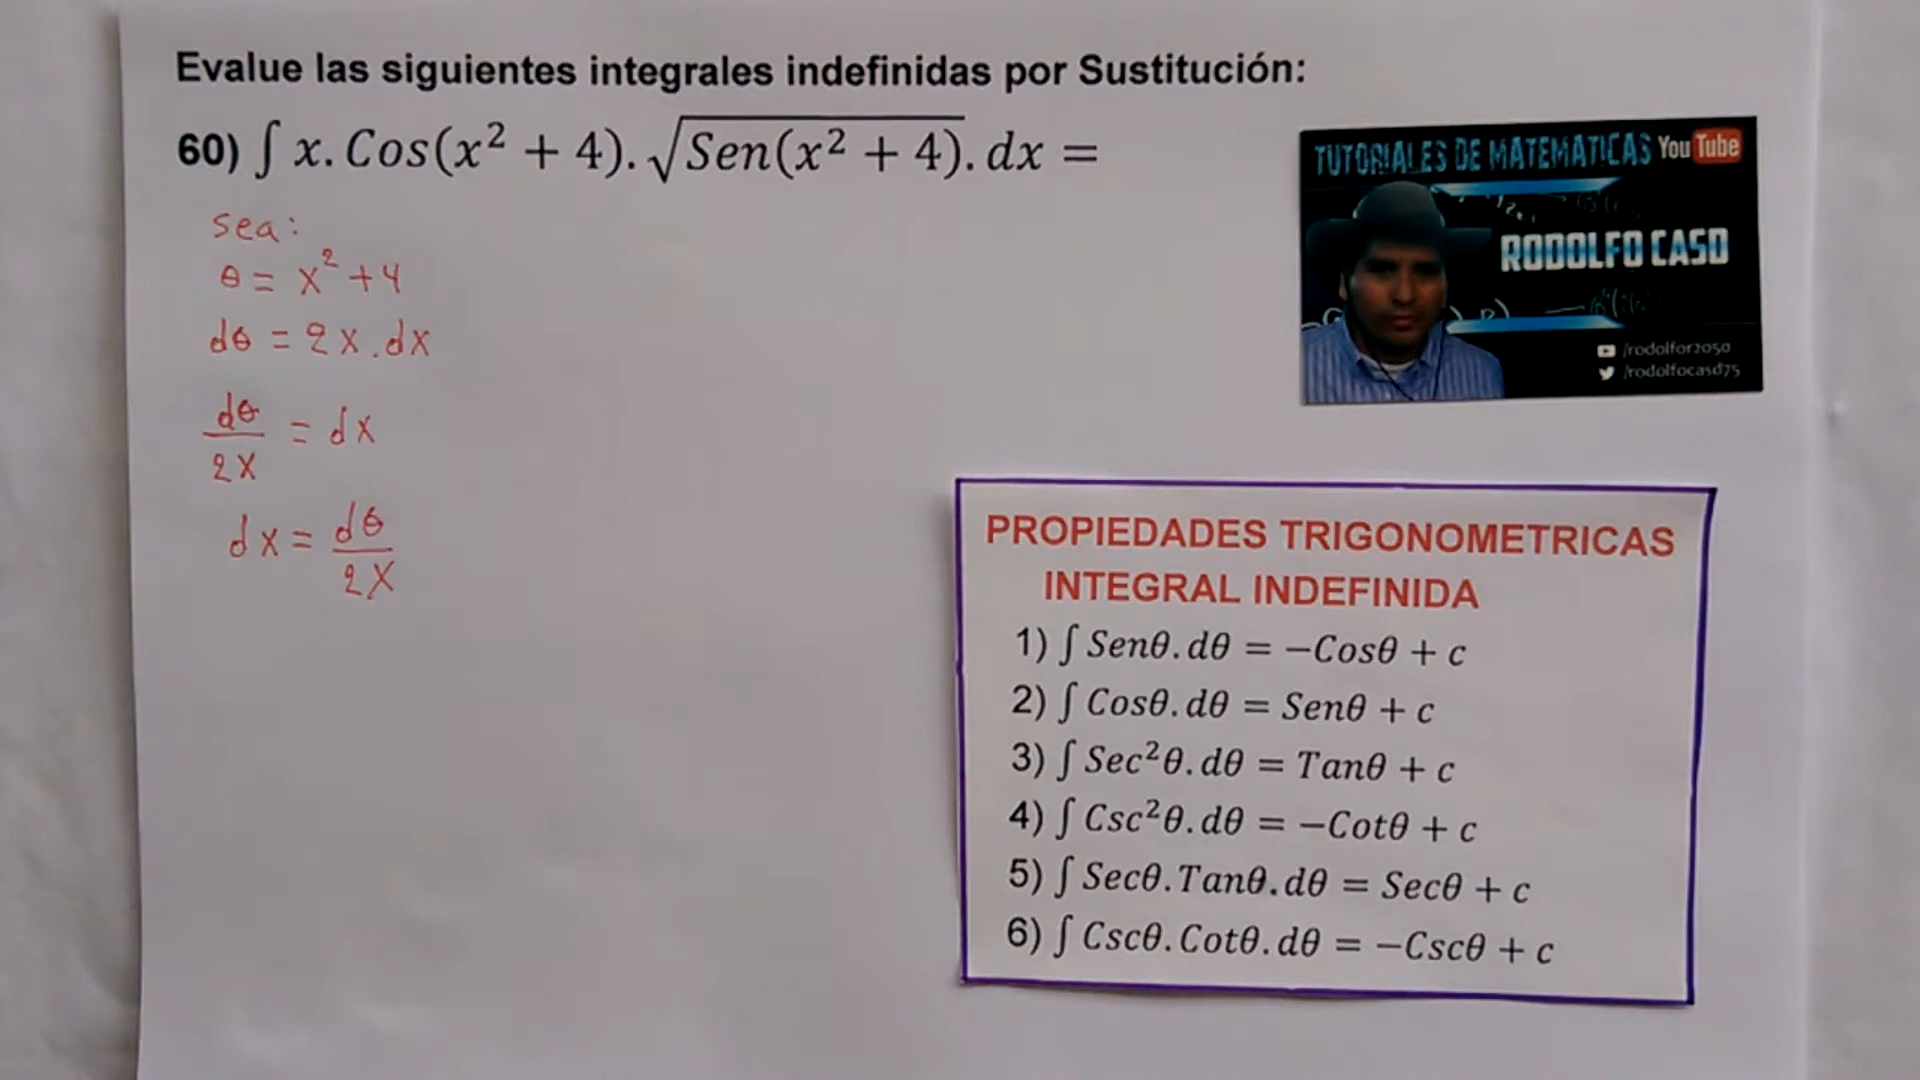 Evalue las siguientes integrales indefinidas por Sustitución:
60) ∫ x. Cos(x² + 4). √Sen(x² + 4). dx =
sea:
θ = x² + 4
dθ = 2x.dx
dθ/2x = dx
dx = dθ/2x
TUTORIALES DE MATEMATICAS YouTube
RODOLFO CASD
/rodolfor2050
/rodolfocasd75
PROPIEDADES TRIGONOMETRICAS
INTEGRAL INDEFINIDA
1) ∫ Senθ. dθ = −Cosθ + c
2) ∫ Cosθ. dθ = Senθ + c
3) ∫ Sec²θ. dθ = Tanθ + c
4) ∫ Csc²θ. dθ = −Cotθ + c
5) ∫ Secθ. Tanθ. dθ = Secθ + c
6) ∫ Cscθ. Cotθ. dθ = −Cscθ + c